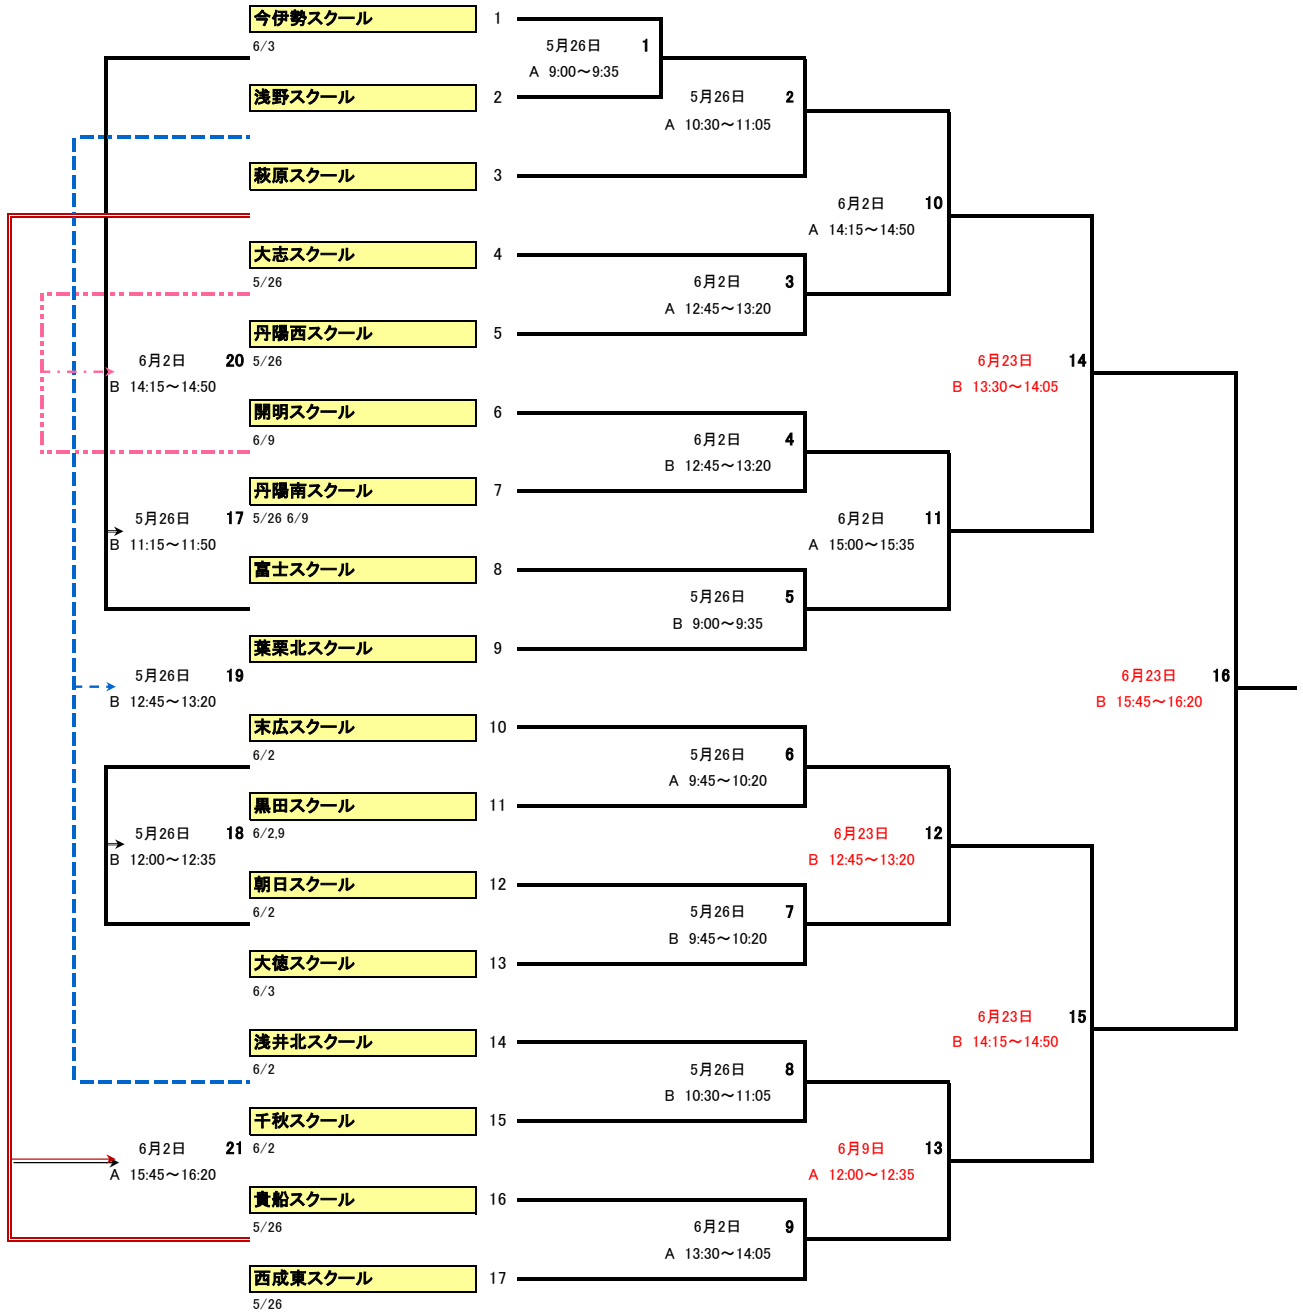 今伊勢スクール 1
6/3
5月26日 1
A 9:00～9:35
浅野スクール 2
5月26日 2
A 10:30～11:05
萩原スクール 3
6月2日 10
A 14:15～14:50
大志スクール 4
5/26
6月2日 3
A 12:45～13:20
丹陽西スクール 5
6月2日 20
5/26
B 14:15～14:50
6月23日 14
B 13:30～14:05
開明スクール 6
6/9
6月2日 4
B 12:45～13:20
丹陽南スクール 7
5月26日 17
5/26 6/9
B 11:15～11:50
6月2日 11
A 15:00～15:35
富士スクール 8
5月26日 5
B 9:00～9:35
葉栗北スクール 9
5月26日 19
B 12:45～13:20
6月23日 16
B 15:45～16:20
末広スクール 10
6/2
5月26日 6
A 9:45～10:20
黒田スクール 11
5月26日 18
6/2,9
B 12:00～12:35
6月23日 12
B 12:45～13:20
朝日スクール 12
6/2
5月26日 7
B 9:45～10:20
大徳スクール 13
6/3
6月23日 15
B 14:15～14:50
浅井北スクール 14
6/2
5月26日 8
B 10:30～11:05
千秋スクール 15
6月2日 21
6/2
A 15:45～16:20
6月9日 13
A 12:00～12:35
貴船スクール 16
5/26
6月2日 9
A 13:30～14:05
西成東スクール 17
5/26